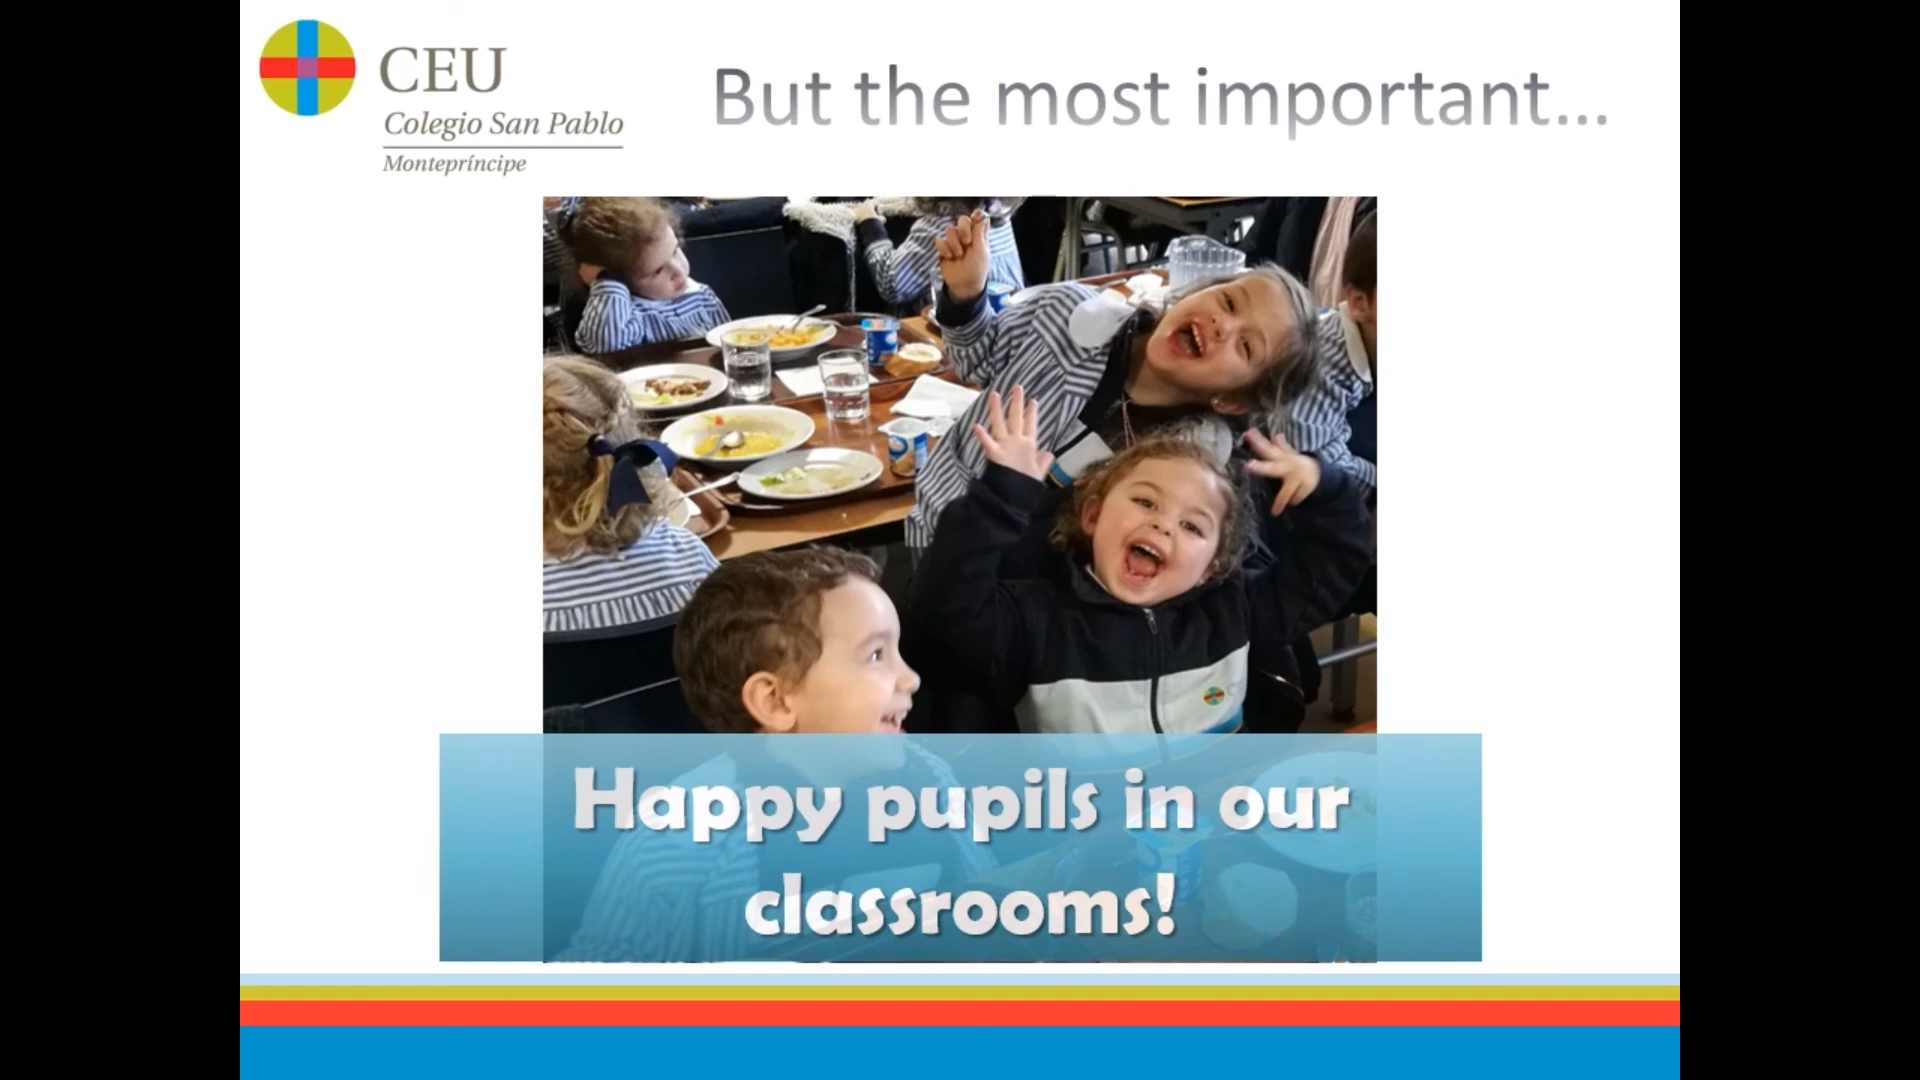 CEU
Colegio San Pablo
Montepríncipe
But the most important...
Happy pupils in our
classrooms!